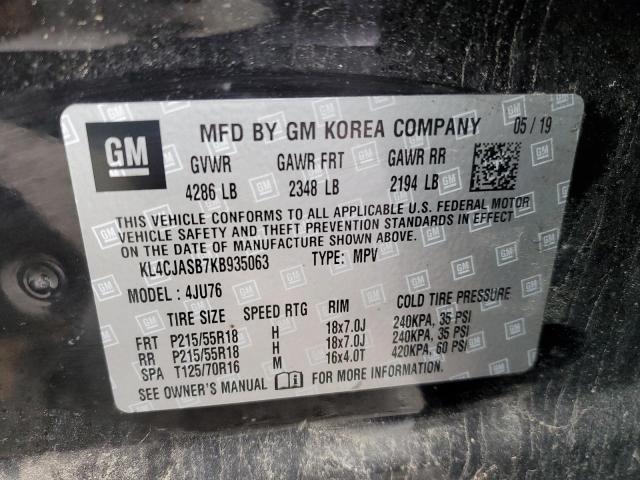 GM MFD BY GM KOREA COMPANY 05/19
GVWR GAWR FRT GAWR RR
4286 LB 2348 LB 2194 LB
THIS VEHICLE CONFORMS TO ALL APPLICABLE U.S. FEDERAL MOTOR
VEHICLE SAFETY AND THEFT PREVENTION STANDARDS IN EFFECT
ON THE DATE OF MANUFACTURE SHOWN ABOVE.
KL4CJASB7KB935063 TYPE: MPV
MODEL: 4JU76
TIRE SIZE SPEED RTG RIM COLD TIRE PRESSURE
FRT P215/55R18 H 18x7.0J 240KPA, 35 PSI
RR P215/55R18 H 18x7.0J 240KPA, 35 PSI
SPA T125/70R16 M 16x4.0T 420KPA, 60 PSI
SEE OWNER'S MANUAL FOR MORE INFORMATION.